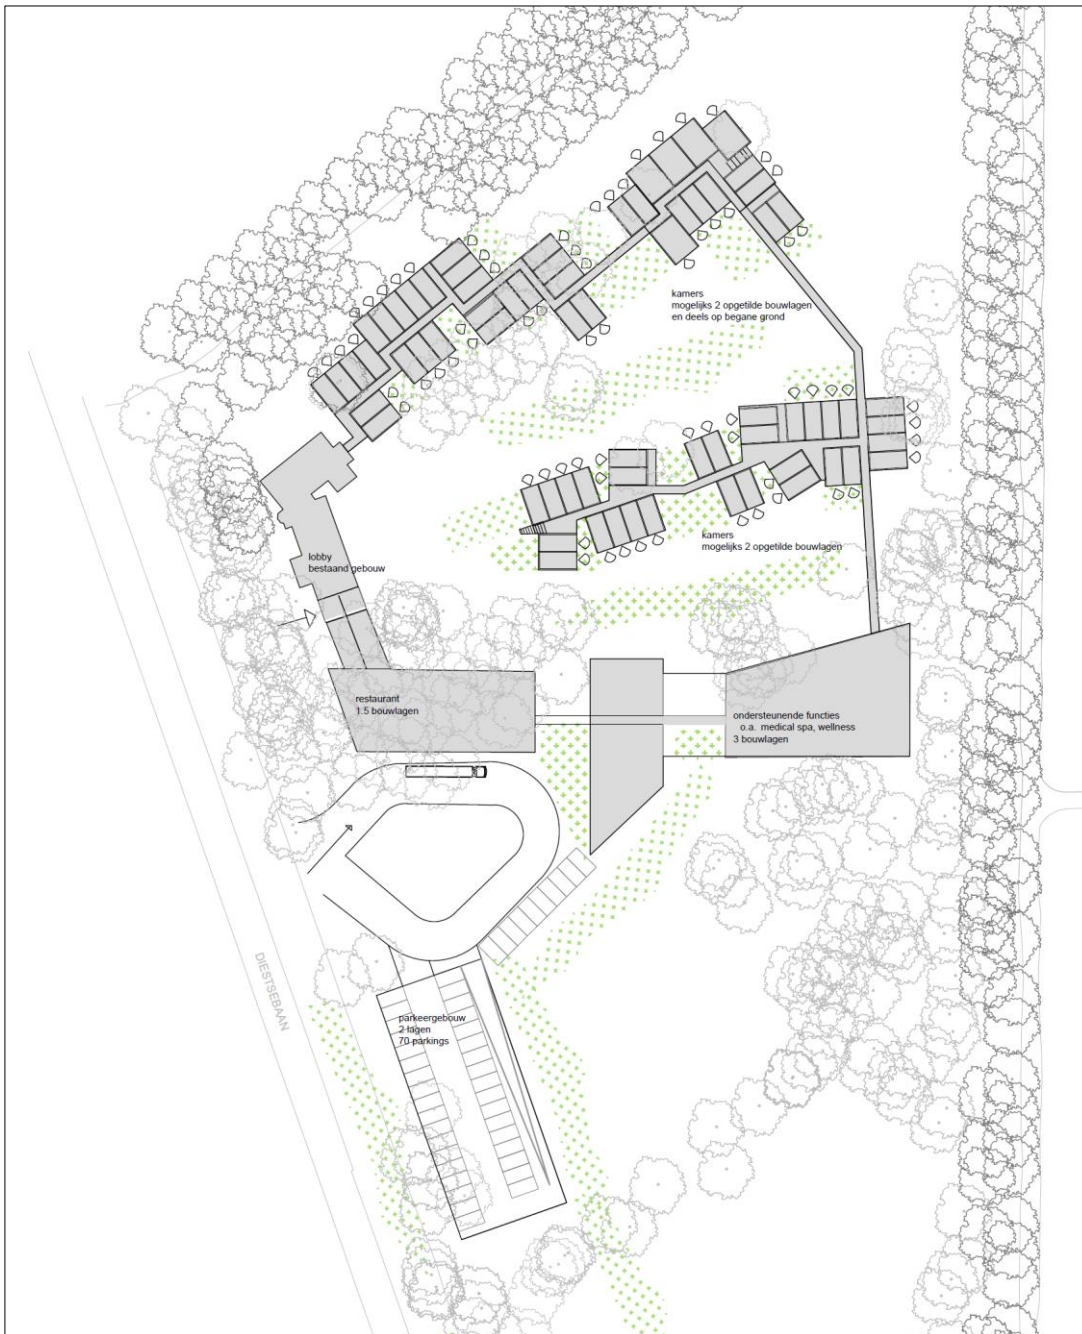 kamers
mogelijks 2 opgetilde bouwlagen
en deels op begane grond
kamers
mogelijks 2 opgetilde bouwlagen
lobby
bestaand gebouw
restaurant
1.5 bouwlagen
ondersteunende functies
o.a. medical spa, wellness
3 bouwlagen
DIESTSEBAAN
parkeergebouw
2 lagen
70 parkings